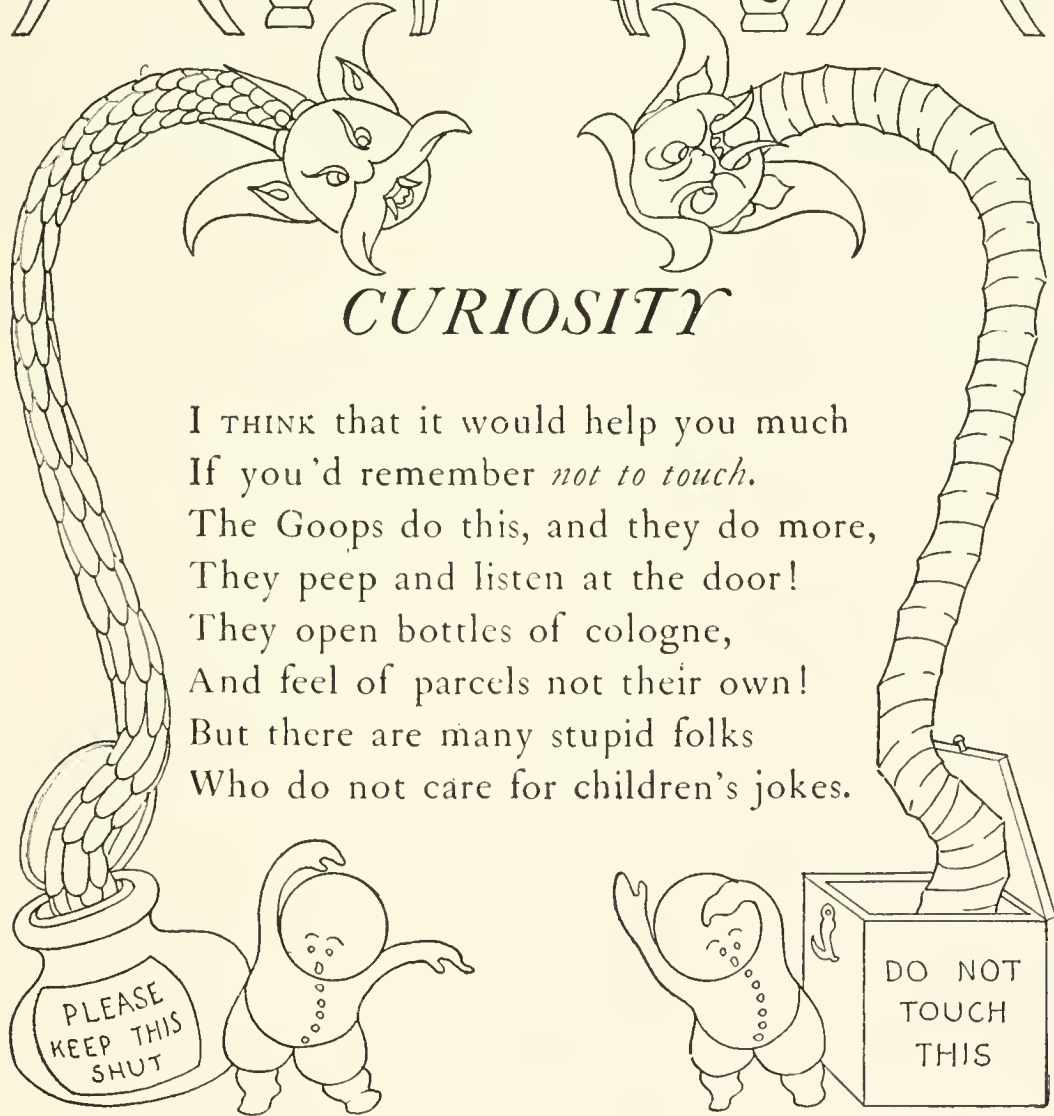 CURIOSITY
I THINK that it would help you much
If you'd remember not to touch.
The Goops do this, and they do more,
They peep and listen at the door!
They open bottles of cologne,
And feel of parcels not their own!
But there are many stupid folks
Who do not care for children's jokes.
PLEASE
KEEP THIS
SHUT
DO NOT
TOUCH
THIS